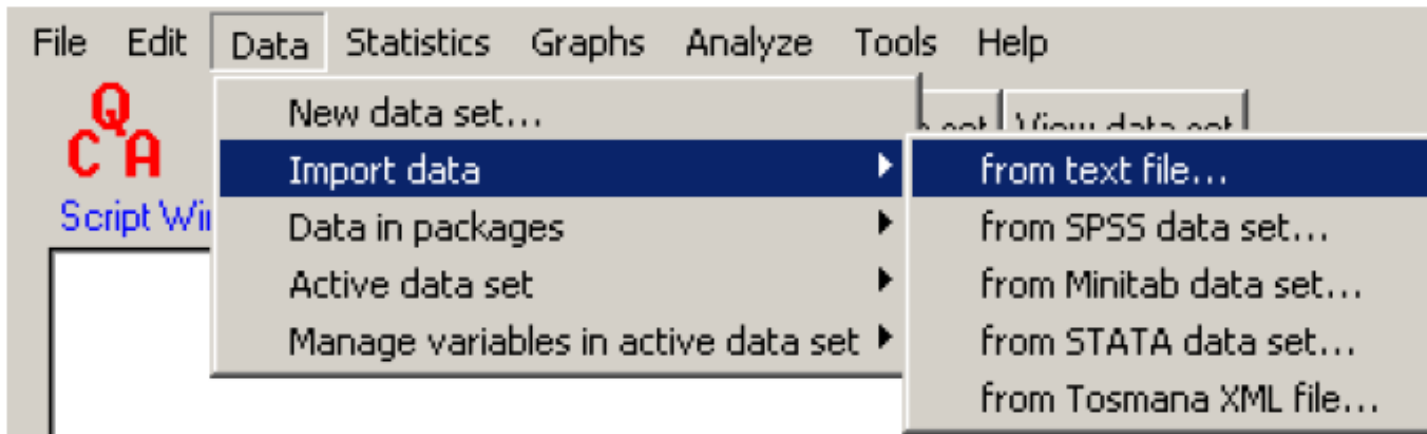 File Edit Data Statistics Graphs Analyze Tools Help
Q
C A
New data set...
set View data set
Import data
from text file...
Script Wi
Data in packages
from SPSS data set...
Active data set
from Minitab data set...
Manage variables in active data set
from STATA data set...
from Tosmana XML file...